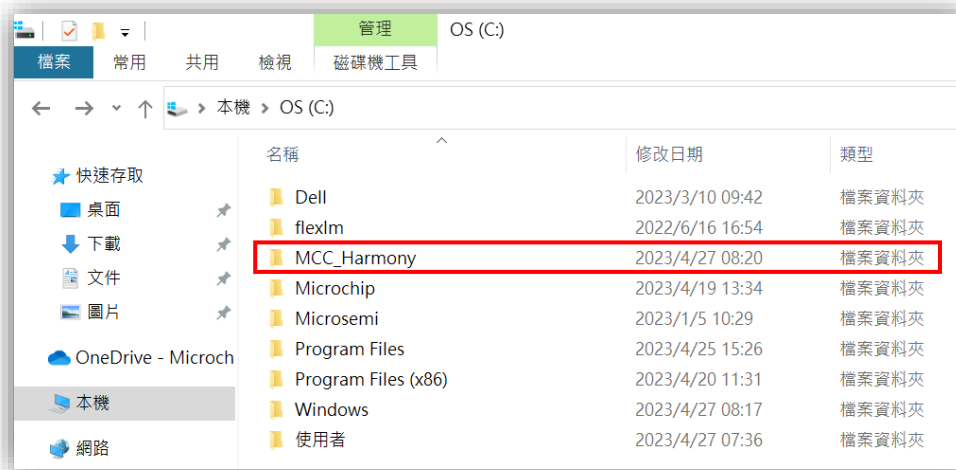 管理 OS (C:)
檔案 常用 共用 檢視 磁碟機工具
本機 OS (C:)
名稱 修改日期 類型
快速存取
桌面
下載
文件
圖片
OneDrive - Microch
本機
網路
Dell 2023/3/10 09:42 檔案資料夾
flexlm 2022/6/16 16:54 檔案資料夾
MCC_Harmony 2023/4/27 08:20 檔案資料夾
Microchip 2023/4/19 13:34 檔案資料夾
Microsemi 2023/1/5 10:29 檔案資料夾
Program Files 2023/4/25 15:26 檔案資料夾
Program Files (x86) 2023/4/20 11:31 檔案資料夾
Windows 2023/4/27 08:17 檔案資料夾
使用者 2023/4/27 07:36 檔案資料夾